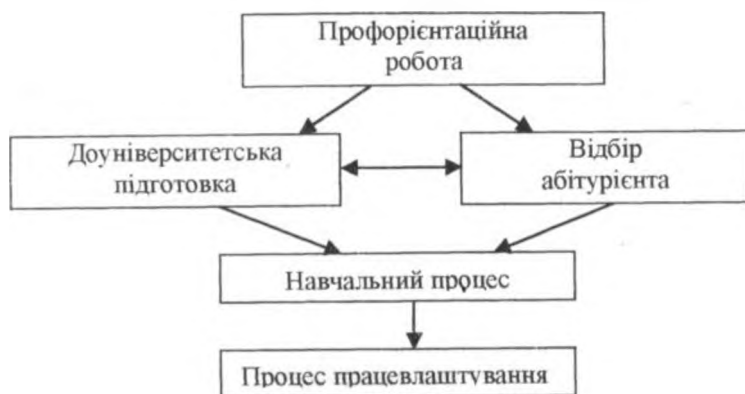 Профорієнтаційна
робота
Доуніверситетська
підготовка
Відбір
абітурієнта
Навчальний процес
Процес працевлаштування